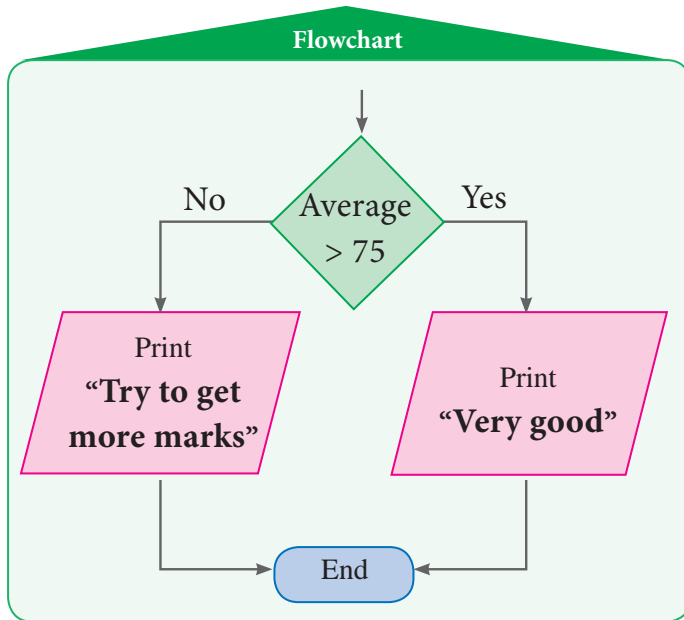 Flowchart
No
Yes
Average
> 75
Print
“Try to get
more marks”
Print
“Very good”
End